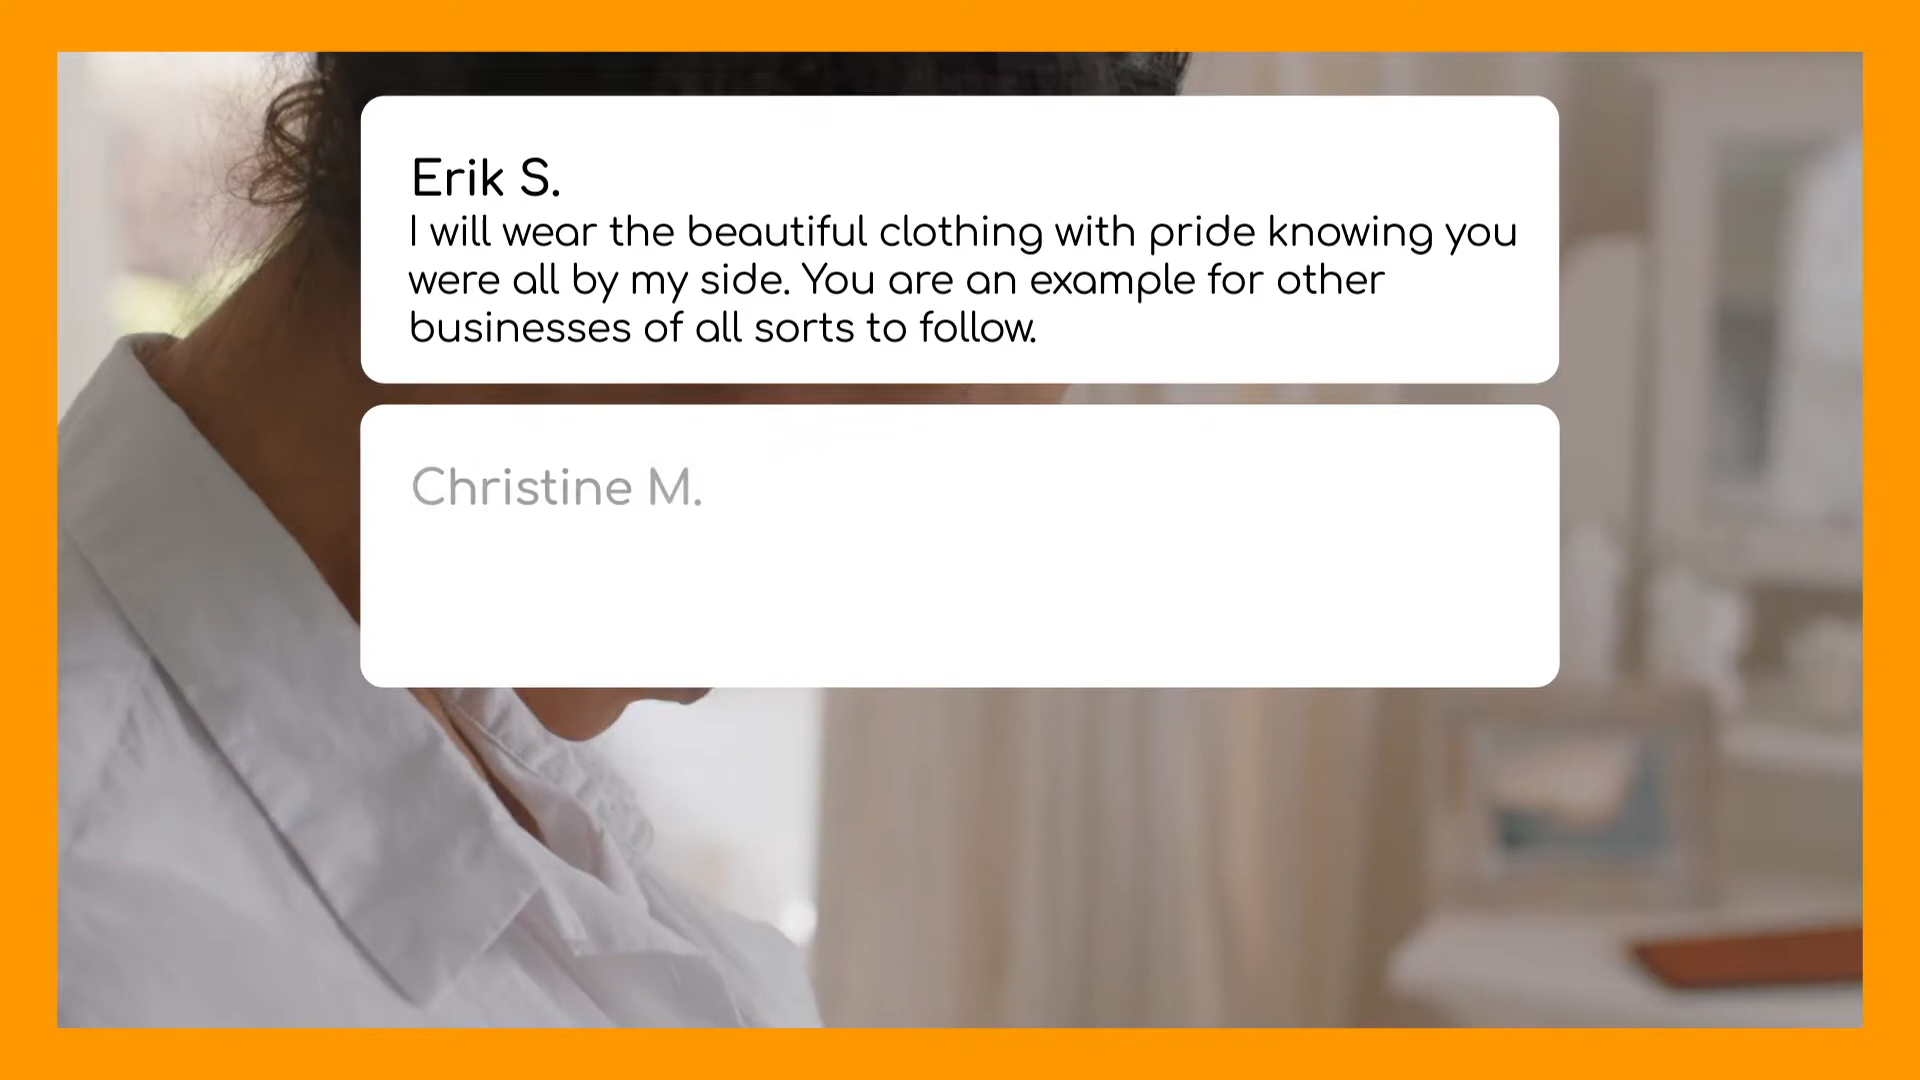 Erik S.
I will wear the beautiful clothing with pride knowing you
were all by my side. You are an example for other
businesses of all sorts to follow.
Christine M.